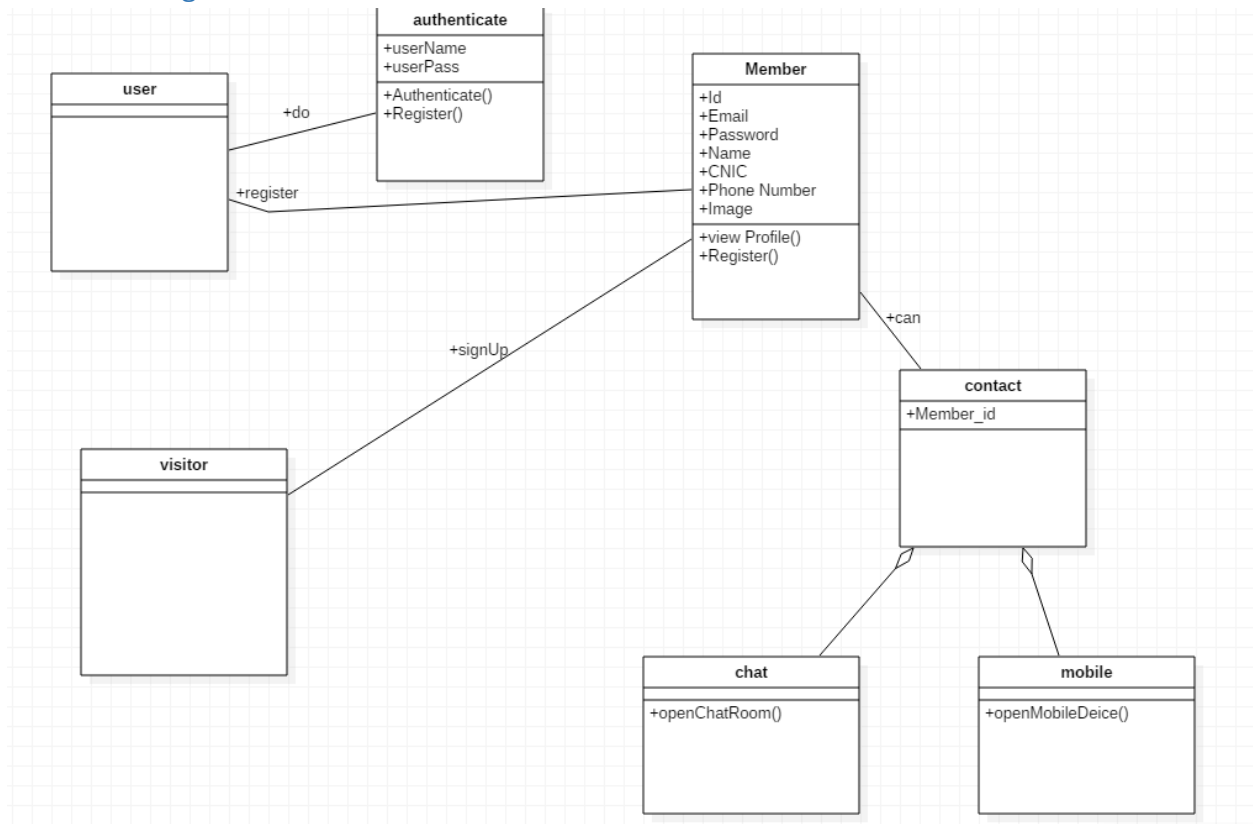 authenticate
+userName
+userPass
+Authenticate()
+Register()
user
+do
+register
Member
+Id
+Email
+Password
+Name
+CNIC
+Phone Number
+Image
+view Profile()
+Register()
+signUp
+can
contact
+Member_id
visitor
chat
+openChatRoom()
mobile
+openMobileDeice()